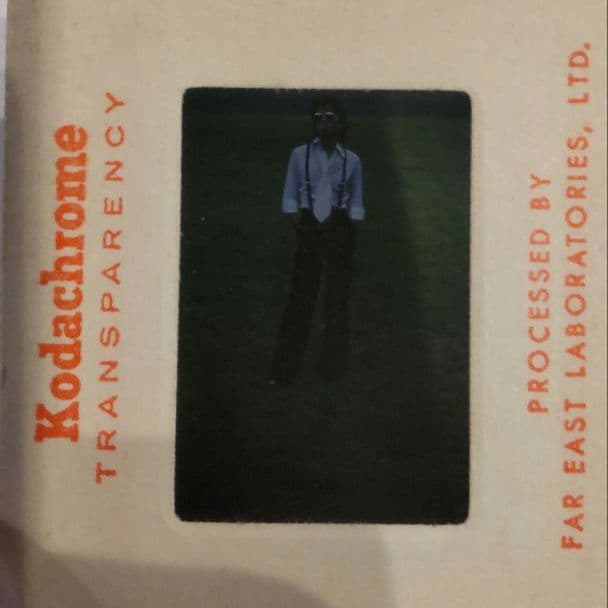 Kodachrome
TRANSPARENCY
PROCESSED BY
FAR EAST LABORATORIES, LTD.